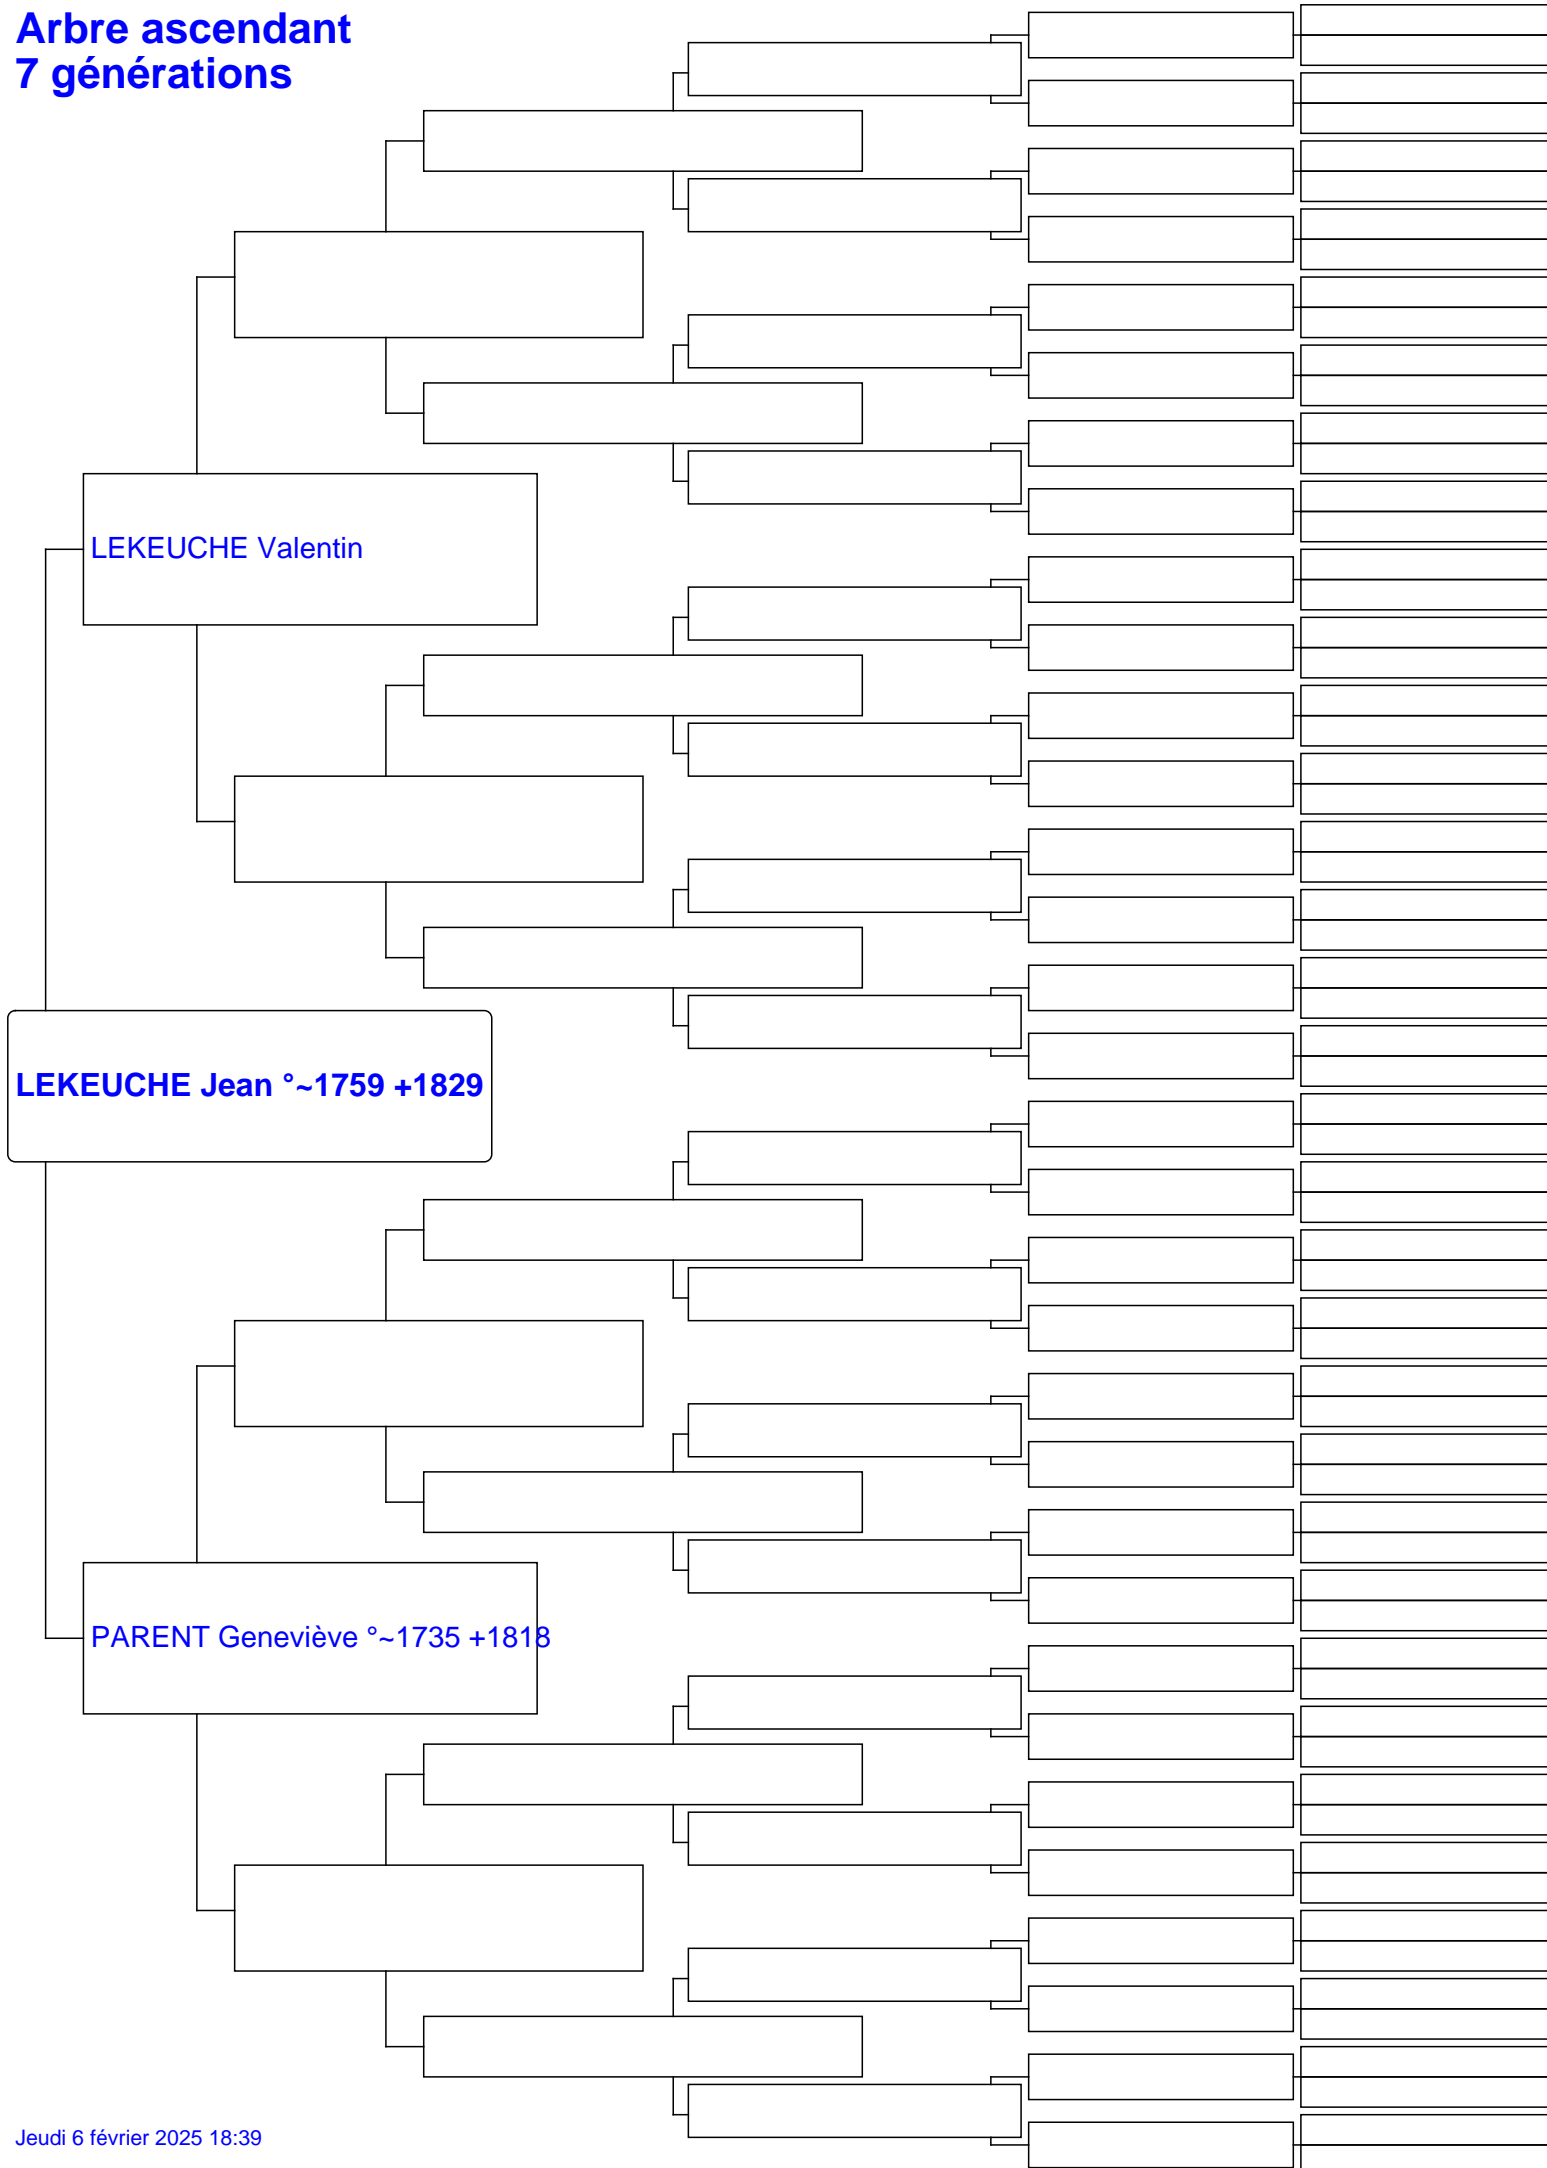 Arbre ascendant
7 générations
LEKEUCHE Valentin
LEKEUCHE Jean °~1759 +1829
PARENT Geneviève °~1735 +1818
Jeudi 6 février 2025 18:39